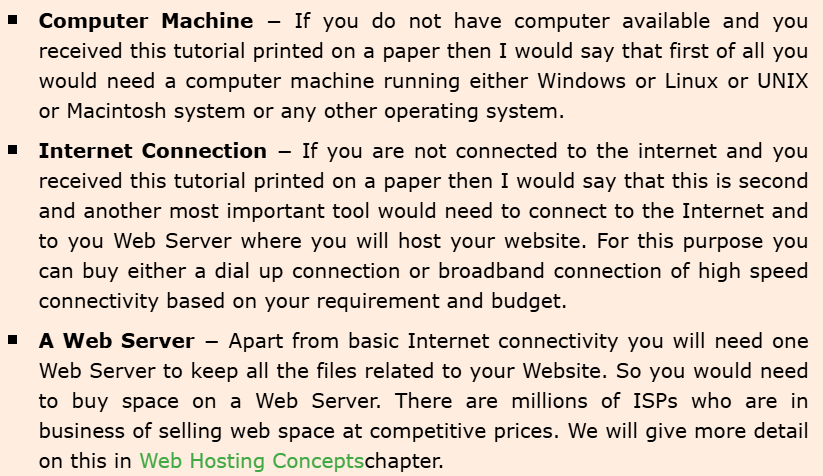 ▪ Computer Machine − If you do not have computer available and you
received this tutorial printed on a paper then I would say that first of all you
would need a computer machine running either Windows or Linux or UNIX
or Macintosh system or any other operating system.
▪ Internet Connection − If you are not connected to the internet and you
received this tutorial printed on a paper then I would say that this is second
and another most important tool would need to connect to the Internet and
to you Web Server where you will host your website. For this purpose you
can buy either a dial up connection or broadband connection of high speed
connectivity based on your requirement and budget.
▪ A Web Server − Apart from basic Internet connectivity you will need one
Web Server to keep all the files related to your Website. So you would need
to buy space on a Web Server. There are millions of ISPs who are in
business of selling web space at competitive prices. We will give more detail
on this in Web Hosting Conceptschapter.